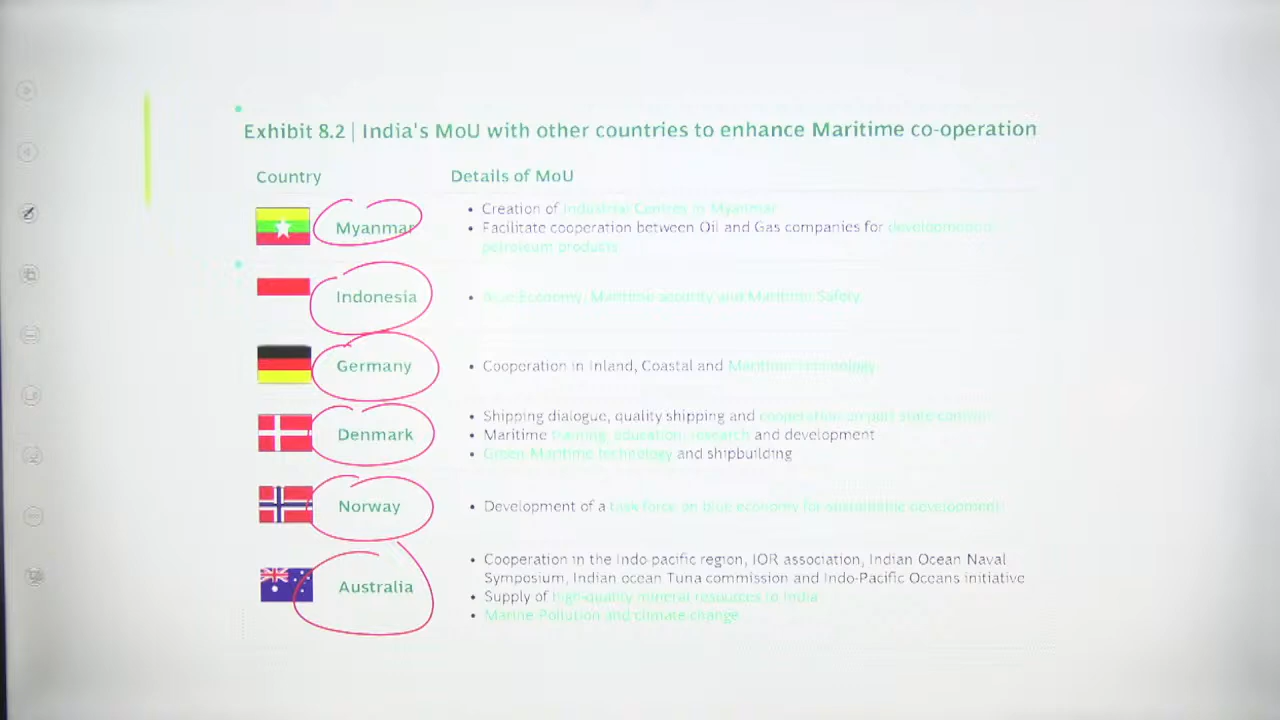 Exhibit 8.2 | India's MoU with other countries to enhance Maritime co-operation
Country
Details of MoU
Myanmar
• Creation of Industrial Centres in Myanmar
• Facilitate cooperation between Oil and Gas companies for development of
petroleum products
Indonesia
• Blue Economy, Maritime security and Maritime Safety
Germany
• Cooperation in Inland, Coastal and Maritime technology
Denmark
• Shipping dialogue, quality shipping and cooperation on port state control
• Maritime training, education, research and development
• Green Maritime technology and shipbuilding
Norway
• Development of a task force on blue economy for sustainable development
Australia
• Cooperation in the Indo pacific region, IOR association, Indian Ocean Naval
Symposium, Indian ocean Tuna commission and Indo-Pacific Oceans initiative
• Supply of high-quality mineral resources to India
• Marine Pollution and climate change